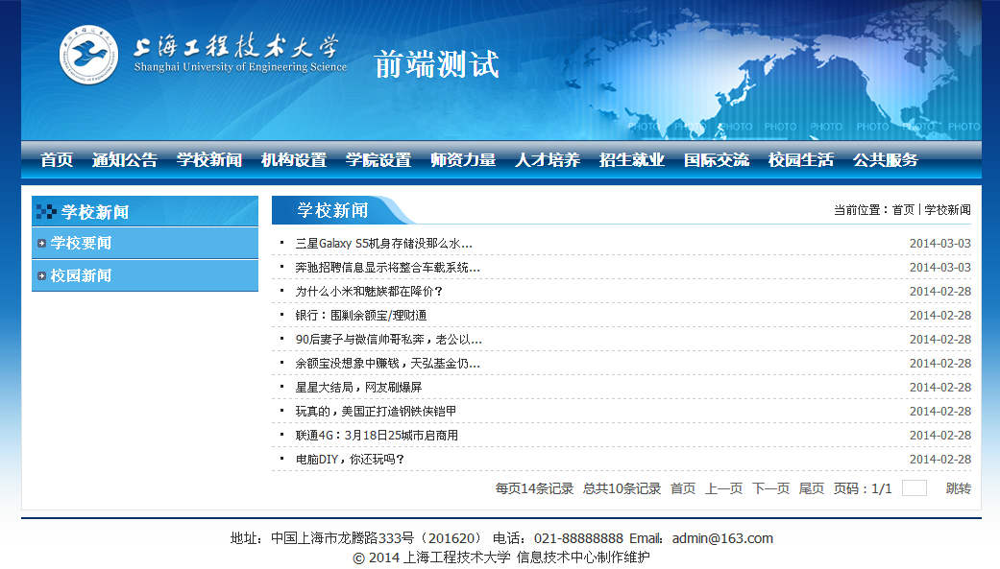 上海工程技术大学
Shanghai University of Engineering Science
前端测试
PHOTO PHOTO PHOTO PHOTO PHOTO PHOTO PHOTO PHOTO
首页 通知公告 学校新闻 机构设置 学院设置 师资力量 人才培养 招生就业 国际交流 校园生活 公共服务
学校新闻
学校要闻
校园新闻
学校新闻 当前位置：首页 | 学校新闻
三星Galaxy S5机身存储没那么水... 2014-03-03
奔驰招聘信息显示将整合车载系统... 2014-03-03
为什么小米和魅族都在降价？ 2014-02-28
银行：围剿余额宝/理财通 2014-02-28
90后妻子与微信帅哥私奔，老公以... 2014-02-28
余额宝没想象中赚钱，天弘基金仍... 2014-02-28
星星大结局，网友刷爆屏 2014-02-28
玩真的，美国正打造钢铁侠铠甲 2014-02-28
联通4G：3月18日25城市启商用 2014-02-28
电脑DIY，你还玩吗？ 2014-02-28
每页14条记录 总共10条记录 首页 上一页 下一页 尾页 页码：1/1 跳转
地址：中国上海市龙腾路333号（201620） 电话：021-88888888 Email：admin@163.com
© 2014 上海工程技术大学 信息技术中心制作维护